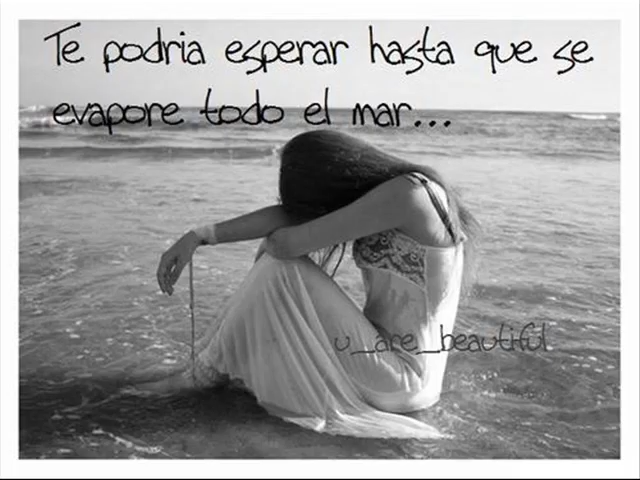 Te podria esperar hasta que se
evapore todo el mar...
u_are_beautiful